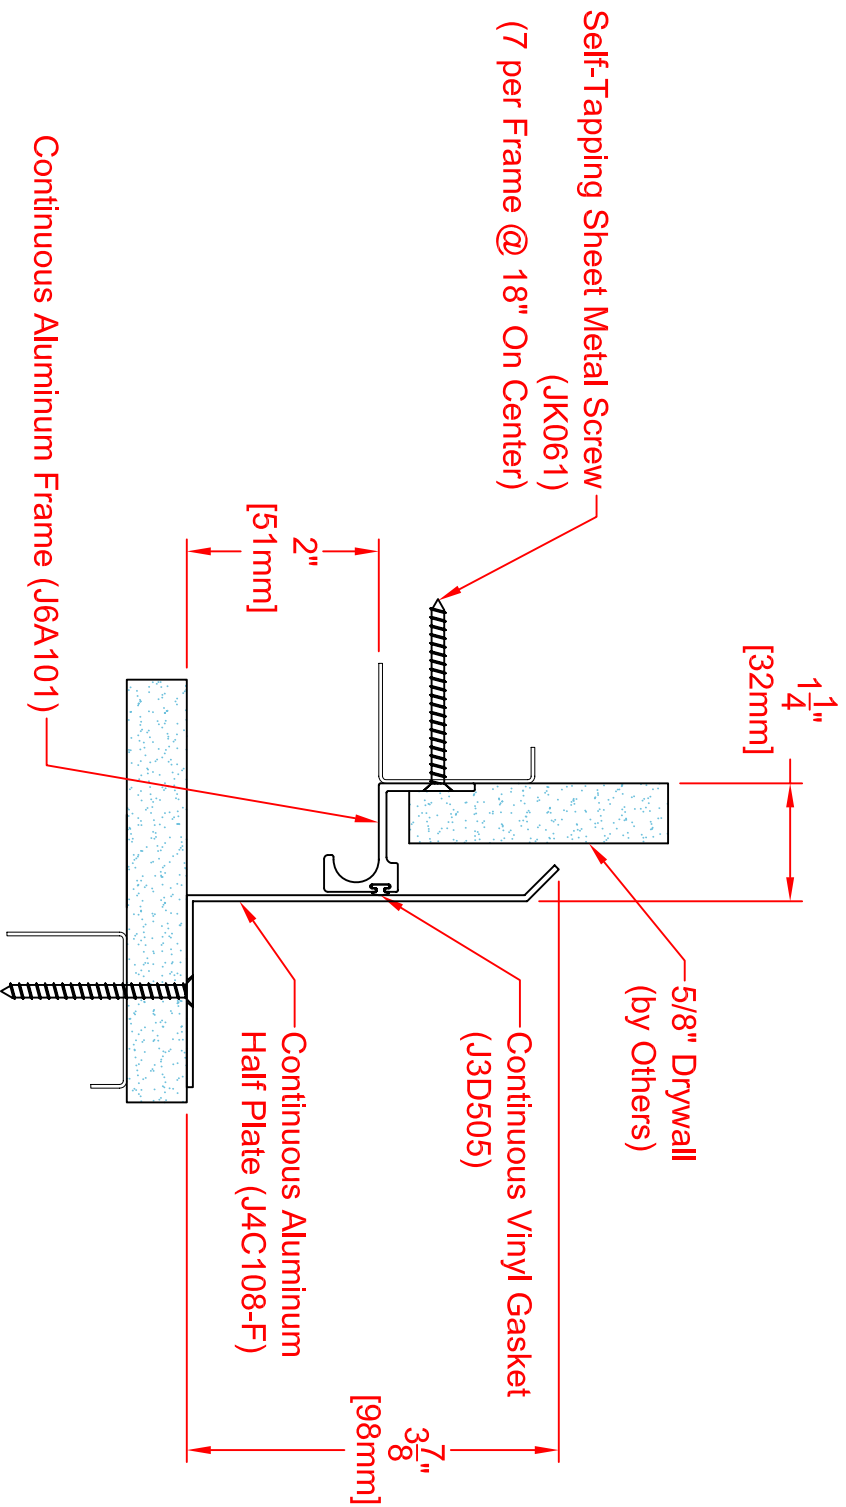 Self-Tapping Sheet Metal Screw
(JK061)
(7 per Frame @ 18" On Center)
1 1/4"
[32mm]
2"
[51mm]
5/8" Drywall
(by Others)
Continuous Vinyl Gasket
(J3D505)
Continuous Aluminum
Half Plate (J4C108-F)
3 7/8"
[98mm]
Continuous Aluminum Frame (J6A101)